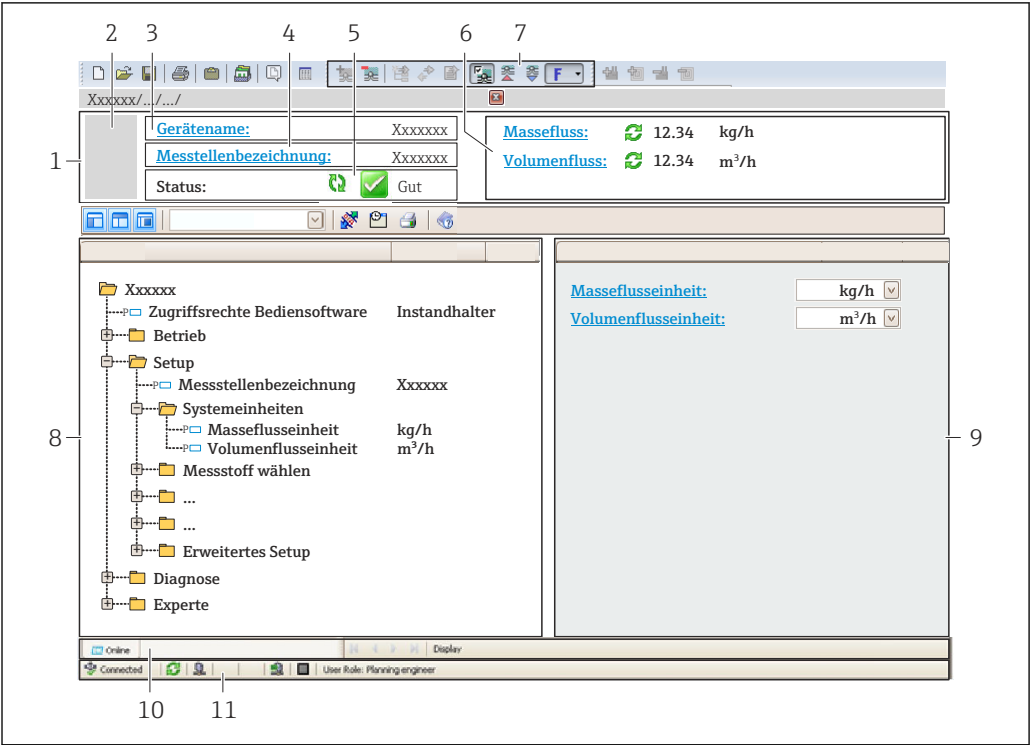 2 3 4 5 6 7
F
Xxxxxx/.../.../
1
Gerätename: Xxxxxxx
Messtellenbezeichnung: Xxxxxxx
Status: Gut
Massefluss: 12.34 kg/h
Volumenfluss: 12.34 m³/h
Xxxxxx
P Zugriffsrechte Bediensoftware Instandhalter
Betrieb
Setup
P Messstellenbezeichnung Xxxxxx
Systemeinheiten
P Masseflusseinheit kg/h
P Volumenflusseinheit m³/h
Messstoff wählen
...
...
Erweitertes Setup
Diagnose
Experte
Masseflusseinheit: kg/h
Volumenflusseinheit: m³/h
8
9
Online Display
Connected User Role: Planning engineer
10 11